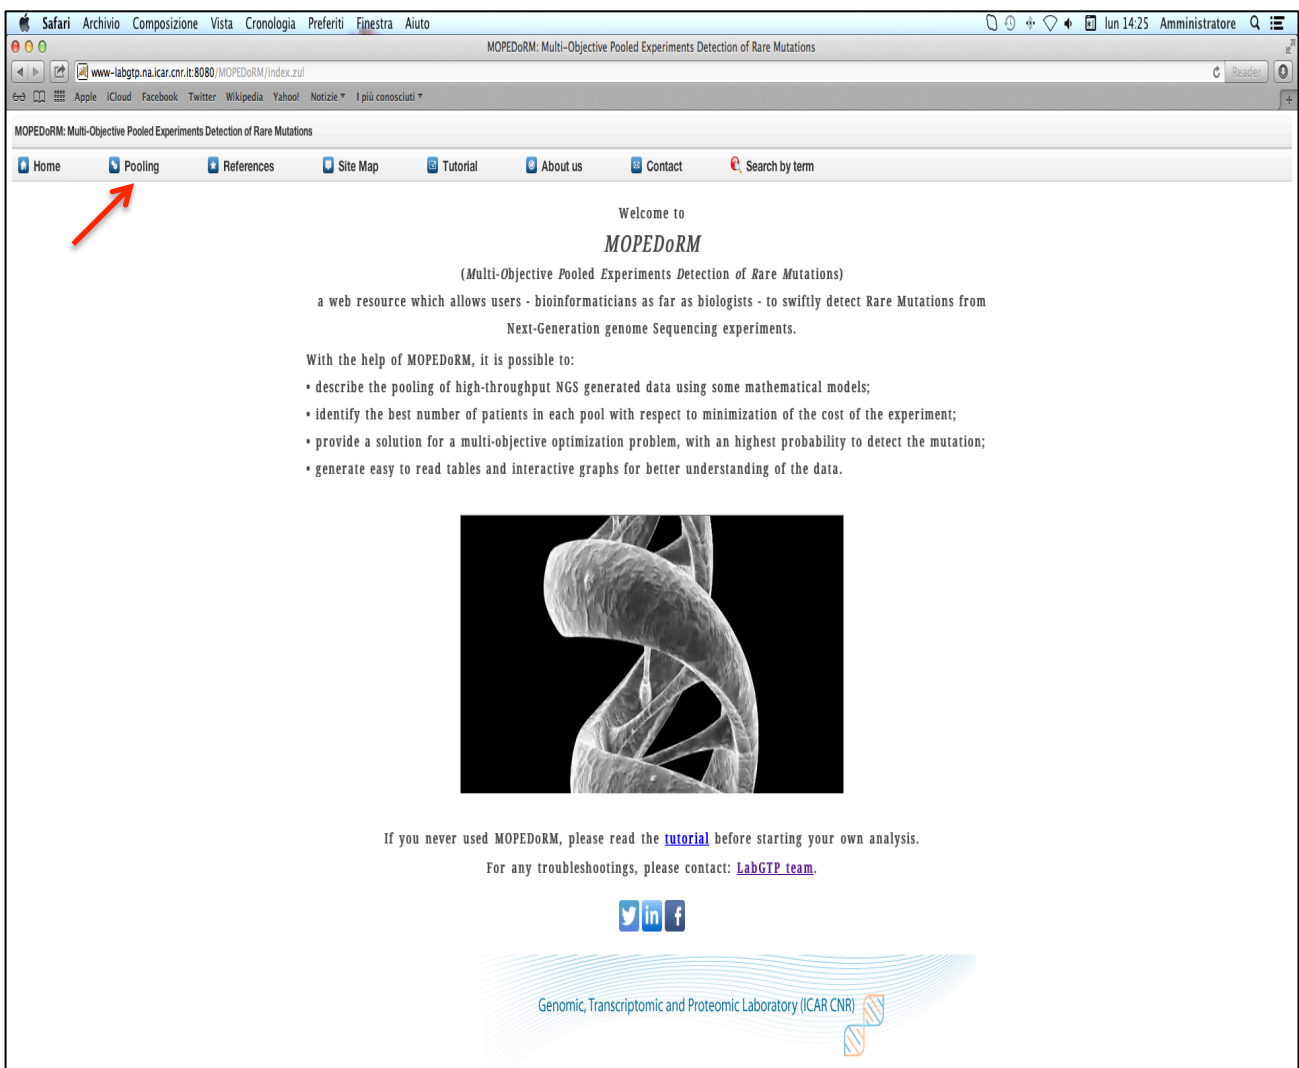 Safari Archivio Composizione Vista Cronologia Preferiti Finestra Aiuto lun 14:25 Amministratore
MOPEDoRM: Multi-Objective Pooled Experiments Detection of Rare Mutations
www-labgtp.na.icar.cnr.it:8080/MOPEDoRM/index.zul Reader
Apple iCloud Facebook Twitter Wikipedia Yahoo! Notizie I più conosciuti
MOPEDoRM: Multi-Objective Pooled Experiments Detection of Rare Mutations
Home Pooling References Site Map Tutorial About us Contact Search by term
Welcome to
MOPEDoRM
(Multi-Objective Pooled Experiments Detection of Rare Mutations)
a web resource which allows users - bioinformaticians as far as biologists - to swiftly detect Rare Mutations from
Next-Generation genome Sequencing experiments.
With the help of MOPEDoRM, it is possible to:
• describe the pooling of high-throughput NGS generated data using some mathematical models;
• identify the best number of patients in each pool with respect to minimization of the cost of the experiment;
• provide a solution for a multi-objective optimization problem, with an highest probability to detect the mutation;
• generate easy to read tables and interactive graphs for better understanding of the data.
If you never used MOPEDoRM, please read the tutorial before starting your own analysis.
For any troubleshootings, please contact: LabGTP team.
in f
Genomic, Transcriptomic and Proteomic Laboratory (ICAR CNR)